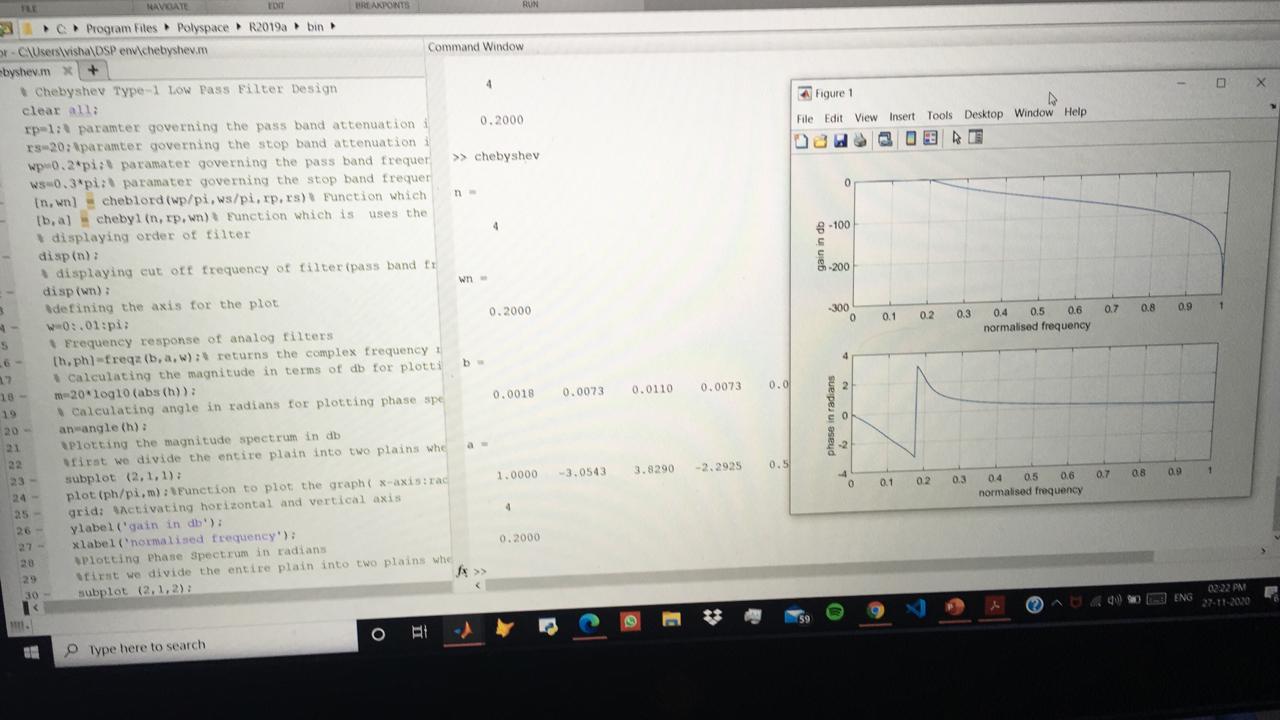 FILE NAVIGATE EDIT BREAKPOINTS RUN
C: Program Files Polyspace R2019a bin
C:\Users\visha\DSP env\chebyshev.m
ebyshev.m
% Chebyshev Type-1 Low Pass Filter Design
clear all;
rp=1;% paramter governing the pass band attenuation i
rs=20;%paramter governing the stop band attenuation i
wp=0.2*pi;% paramater governing the pass band frequer
ws=0.3*pi;% paramater governing the stop band frequer
[n,wn] = cheb1ord(wp/pi,ws/pi,rp,rs)% Function which
[b,a] = cheby1(n,rp,wn)% Function which is uses the
% displaying order of filter
disp(n);
% displaying cut off frequency of filter(pass band fr
disp(wn);
%defining the axis for the plot
w=0:.01:pi;
% Frequency response of analog filters
[h,ph]=freqz(b,a,w);% returns the complex frequency r
% Calculating the magnitude in terms of db for plotti
m=20*log10(abs(h));
% Calculating angle in radians for plotting phase spe
an=angle(h);
%Plotting the magnitude spectrum in db
%first we divide the entire plain into two plains whe
subplot (2,1,1);
plot(ph/pi,m);%Function to plot the graph( x-axis:rad
grid; %Activating horizontal and vertical axis
ylabel('gain in db');
xlabel('normalised frequency');
%Plotting Phase Spectrum in radians
%first we divide the entire plain into two plains whe
subplot (2,1,2);
5
6
17
18
19
20
21
22
23
24
25
26
27
28
29
30
Command Window
4
0.2000
>> chebyshev
n =
4
wn =
0.2000
b =
0.0018 0.0073 0.0110 0.0073 0.0
a =
1.0000 -3.0543 3.8290 -2.2925 0.5
4
0.2000
fx >>
Figure 1
File Edit View Insert Tools Desktop Window Help
0
-100
-200
-300
gain in db
0 0.1 0.2 0.3 0.4 0.5 0.6 0.7 0.8 0.9 1
normalised frequency
4
2
0
-2
-4
phase in radians
0 0.1 0.2 0.3 0.4 0.5 0.6 0.7 0.8 0.9 1
normalised frequency
Type here to search
59
ENG
02:22 PM
27-11-2020